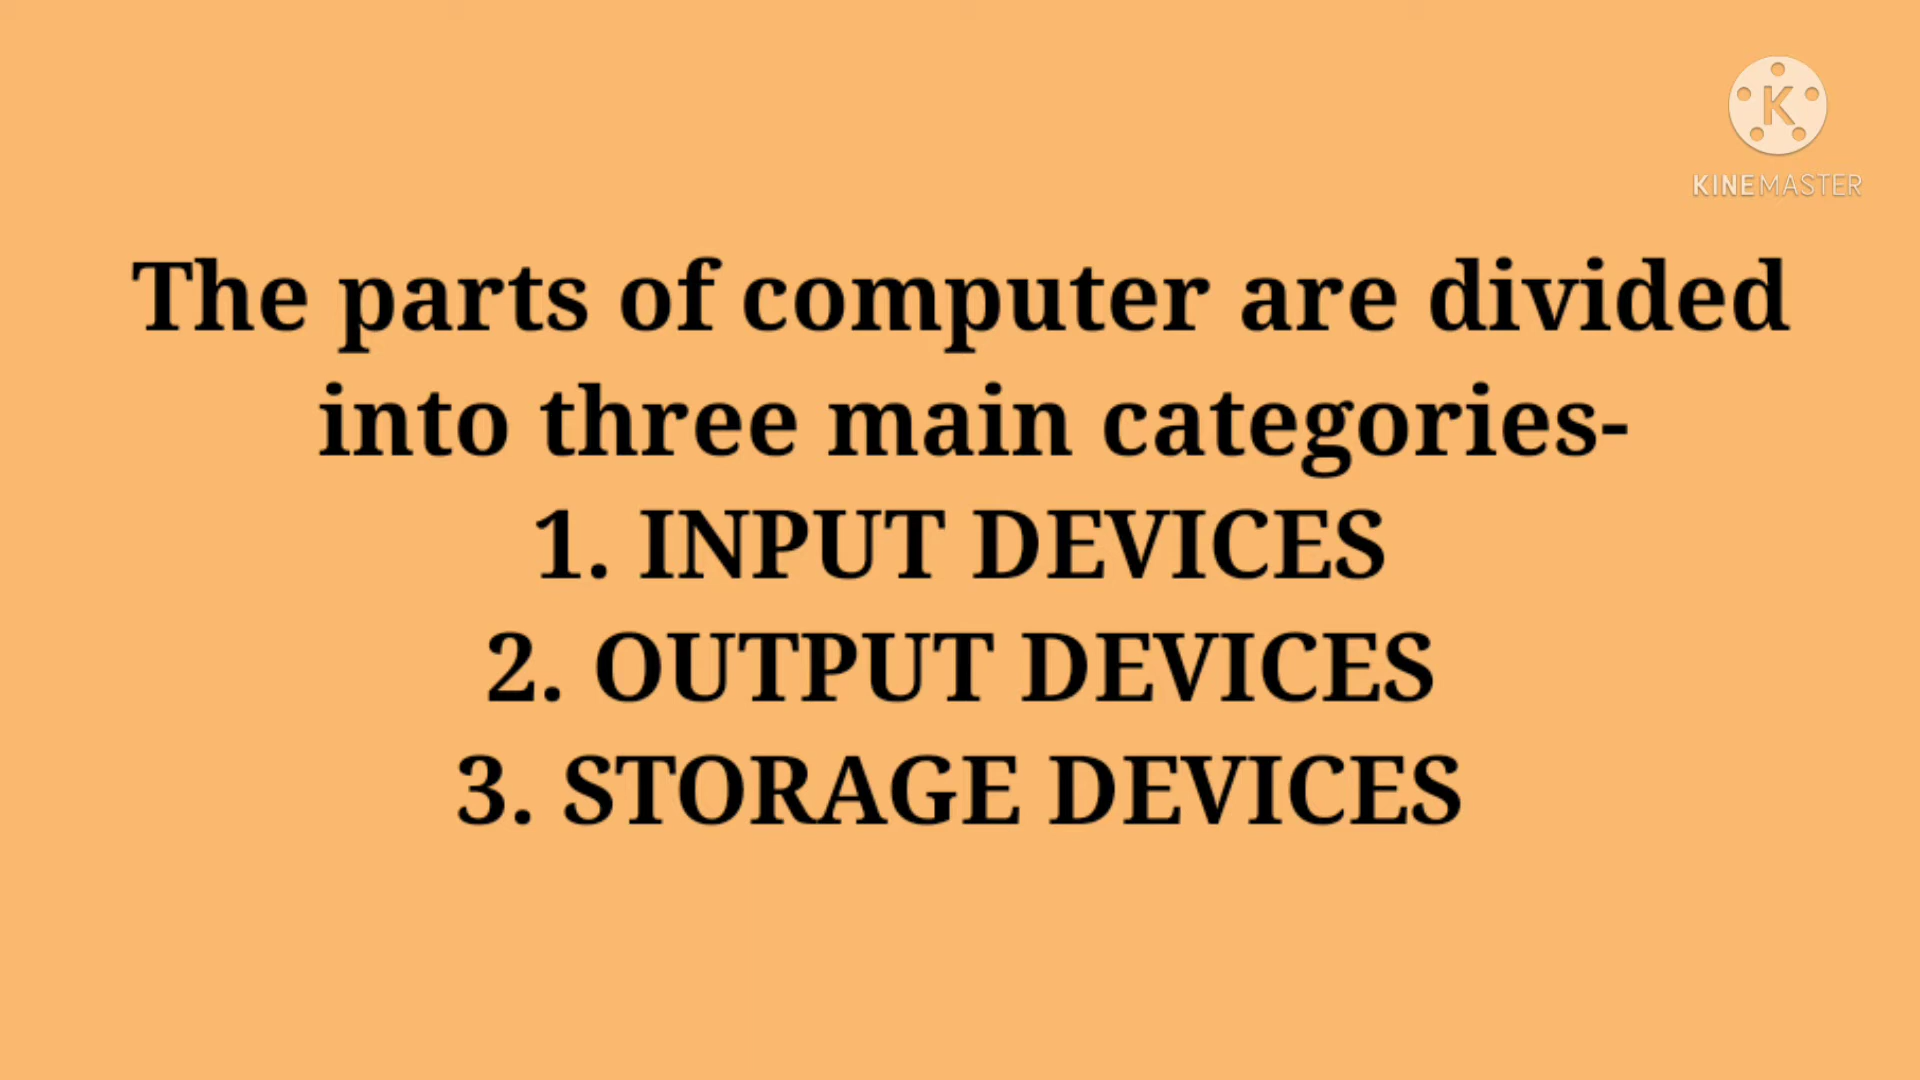 K
KINEMASTER
The parts of computer are divided
into three main categories-
1. INPUT DEVICES
2. OUTPUT DEVICES
3. STORAGE DEVICES